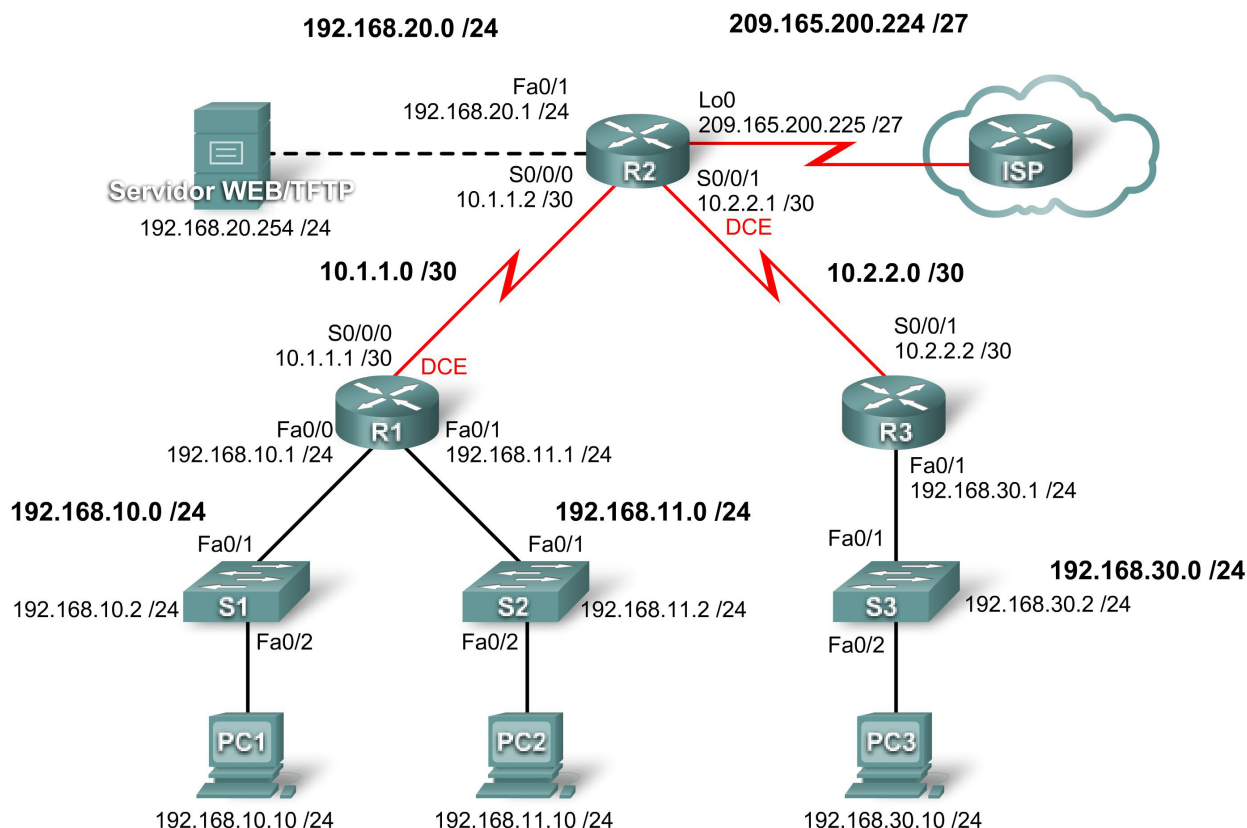 192.168.20.0 /24
209.165.200.224 /27
Fa0/1
192.168.20.1 /24
Lo0
209.165.200.225 /27
Servidor WEB/TFTP
192.168.20.254 /24
R2
ISP
S0/0/0
10.1.1.2 /30
S0/0/1
10.2.2.1 /30
DCE
10.1.1.0 /30
10.2.2.0 /30
S0/0/0
10.1.1.1 /30
DCE
S0/0/1
10.2.2.2 /30
R1
R3
Fa0/0
192.168.10.1 /24
Fa0/1
192.168.11.1 /24
Fa0/1
192.168.30.1 /24
192.168.10.0 /24
192.168.11.0 /24
192.168.30.0 /24
Fa0/1
Fa0/1
Fa0/1
192.168.10.2 /24
S1
S2
192.168.11.2 /24
S3
192.168.30.2 /24
Fa0/2
Fa0/2
Fa0/2
PC1
PC2
PC3
192.168.10.10 /24
192.168.11.10 /24
192.168.30.10 /24